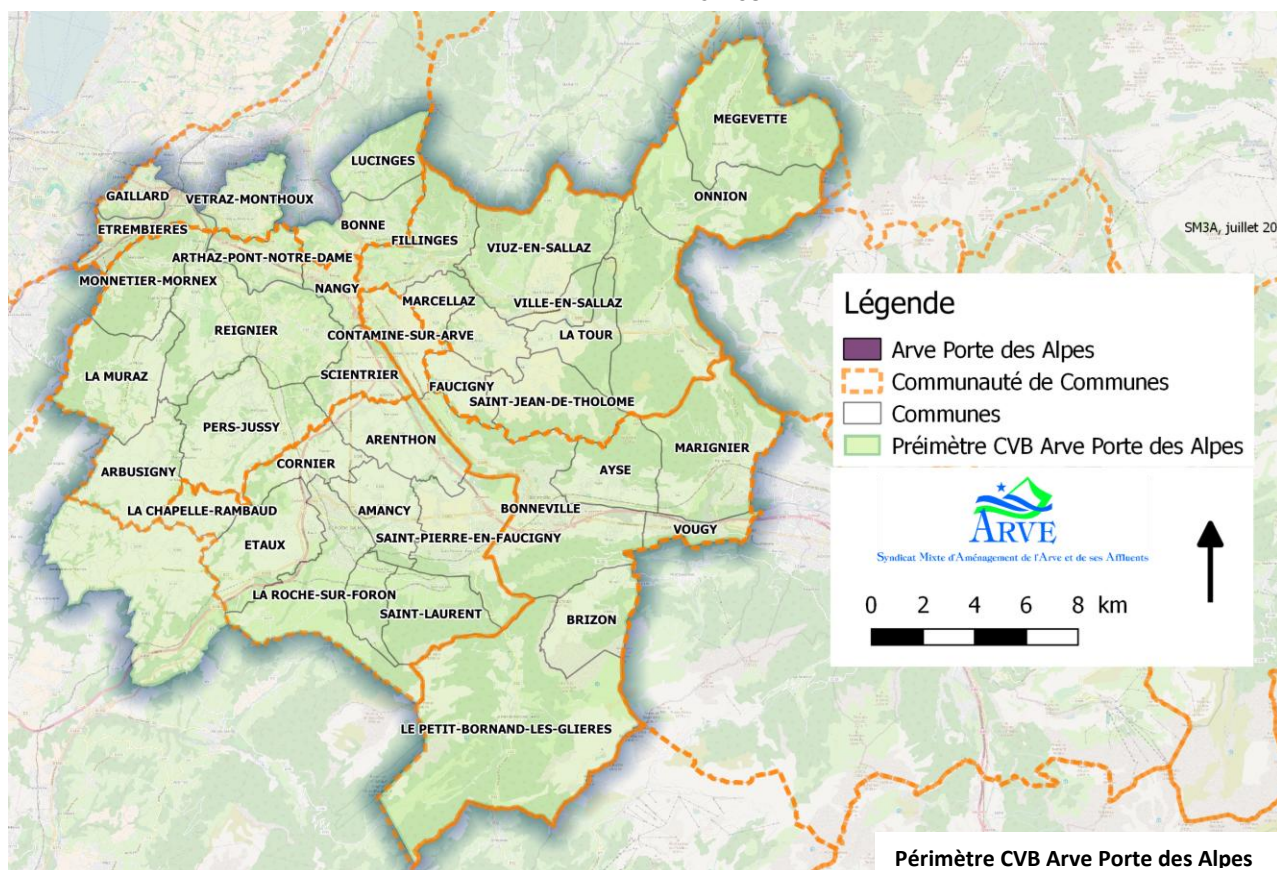 MEGEVETTE
LUCINGES
GAILLARD
VETRAZ-MONTHOUX
ONNION
ETREMBIERES
BONNE
FILLINGES
VIUZ-EN-SALLAZ
SM3A, juillet 20
ARTHAZ-PONT-NOTRE-DAME
MONNETIER-MORNEX
NANGY
MARCELLAZ
VILLE-EN-SALLAZ
REIGNIER
CONTAMINE-SUR-ARVE
LA TOUR
LA MURAZ
SCIENTRIER
FAUCIGNY
SAINT-JEAN-DE-THOLOME
PERS-JUSSY
ARENTHON
MARIGNIER
ARBUSIGNY
CORNIER
AYSE
LA CHAPELLE-RAMBAUD
AMANCY
BONNEVILLE
ETAUX
SAINT-PIERRE-EN-FAUCIGNY
VOUGY
LA ROCHE-SUR-FORON
SAINT-LAURENT
BRIZON
LE PETIT-BORNAND-LES-GLIERES
Légende
Arve Porte des Alpes
Communauté de Communes
Communes
Préimètre CVB Arve Porte des Alpes
ARVE
Syndicat Mixte d'Aménagement de l'Arve et de ses Affluents
0 2 4 6 8 km
Périmètre CVB Arve Porte des Alpes